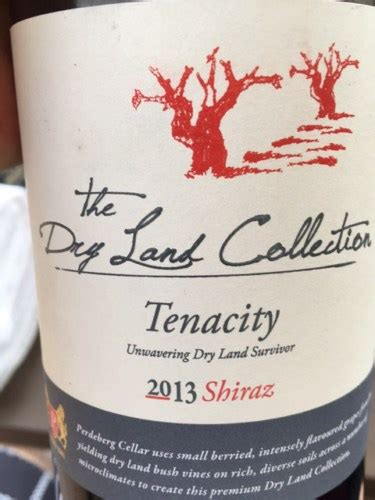 the
Dry Land Collection
Tenacity
Unwavering Dry Land Survivor
2013 Shiraz
Perdeberg Cellar uses small berried, intensely flavoured grapes
yielding dry land bush vines on rich, diverse soils across a
microclimates to create this premium Dry Land Collection.